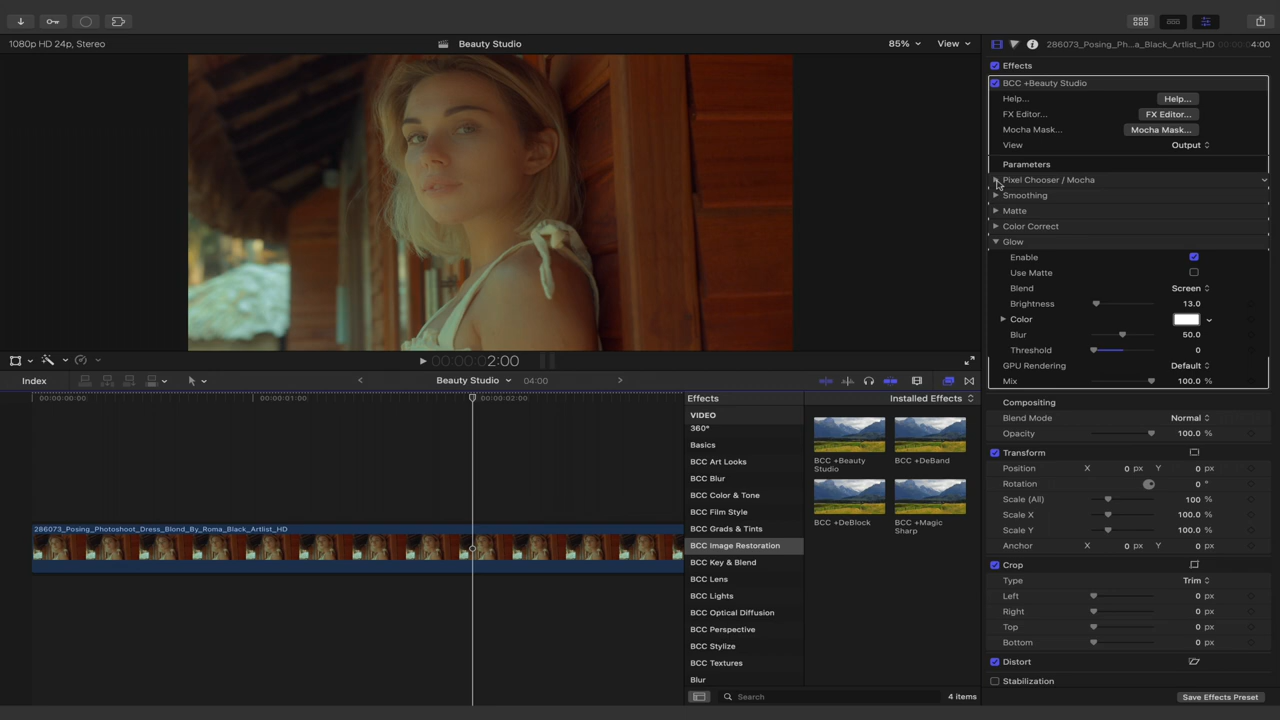 1080p HD 24p, Stereo
Beauty Studio
85%
View
286073_Posing_Ph...a_Black_Artlist_HD
4:00
Effects
BCC +Beauty Studio
Help...
Help...
FX Editor...
FX Editor...
Mocha Mask...
Mocha Mask...
View
Output
Parameters
Pixel Chooser / Mocha
Smoothing
Matte
Color Correct
Glow
Enable
Use Matte
Blend
Screen
Brightness
13.0
Color
Blur
50.0
Threshold
0
GPU Rendering
Default
Mix
100.0 %
Compositing
Blend Mode
Normal
Opacity
100.0 %
Transform
Position
X
0 px
Y
0 px
Rotation
0 °
Scale (All)
100 %
Scale X
100.0 %
Scale Y
100.0 %
Anchor
X
0 px
Y
0 px
Crop
Type
Trim
Left
0 px
Right
0 px
Top
0 px
Bottom
0 px
Distort
Stabilization
Save Effects Preset
00:00:00:02:00
Index
Beauty Studio
04:00
00:00:00:00
00:00:01:00
00:00:02:00
286073_Posing_Photoshoot_Dress_Blond_By_Roma_Black_Artlist_HD
Effects
Installed Effects
VIDEO
360°
Basics
BCC Art Looks
BCC Blur
BCC Color & Tone
BCC Film Style
BCC Grads & Tints
BCC Image Restoration
BCC Key & Blend
BCC Lens
BCC Lights
BCC Optical Diffusion
BCC Perspective
BCC Stylize
BCC Textures
Blur
BCC +Beauty
Studio
BCC +DeBand
BCC +DeBlock
BCC +Magic
Sharp
Search
4 items